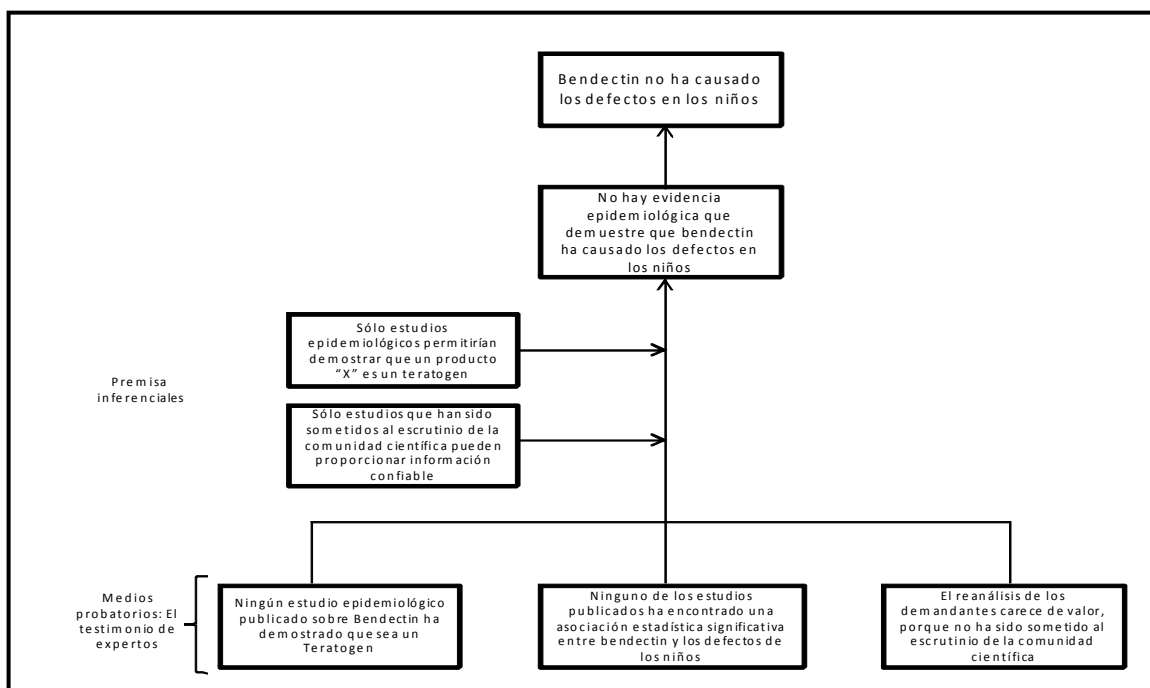 Bendectin no ha causado
los defectos en los niños
No hay evidencia
epidemiológica que
demuestre que bendectin
ha causado los defectos en
los niños
Sólo estudios
epidemiológicos permitirían
demostrar que un producto
“X” es un teratogen
Premisa
inferenciales
Sólo estudios que han sido
sometidos al escrutinio de la
comunidad científica pueden
proporcionar información
confiable
Medios
probatorios: El
testimonio de
expertos
Ningún estudio epidemiológico
publicado sobre Bendectin ha
demostrado que sea un
Teratogen
Ninguno de los estudios
publicados ha encontrado una
asociación estadística significativa
entre bendectin y los defectos de
los niños
El reanálisis de los
demandantes carece de valor,
porque no ha sido sometido al
escrutinio de la comunidad
científica